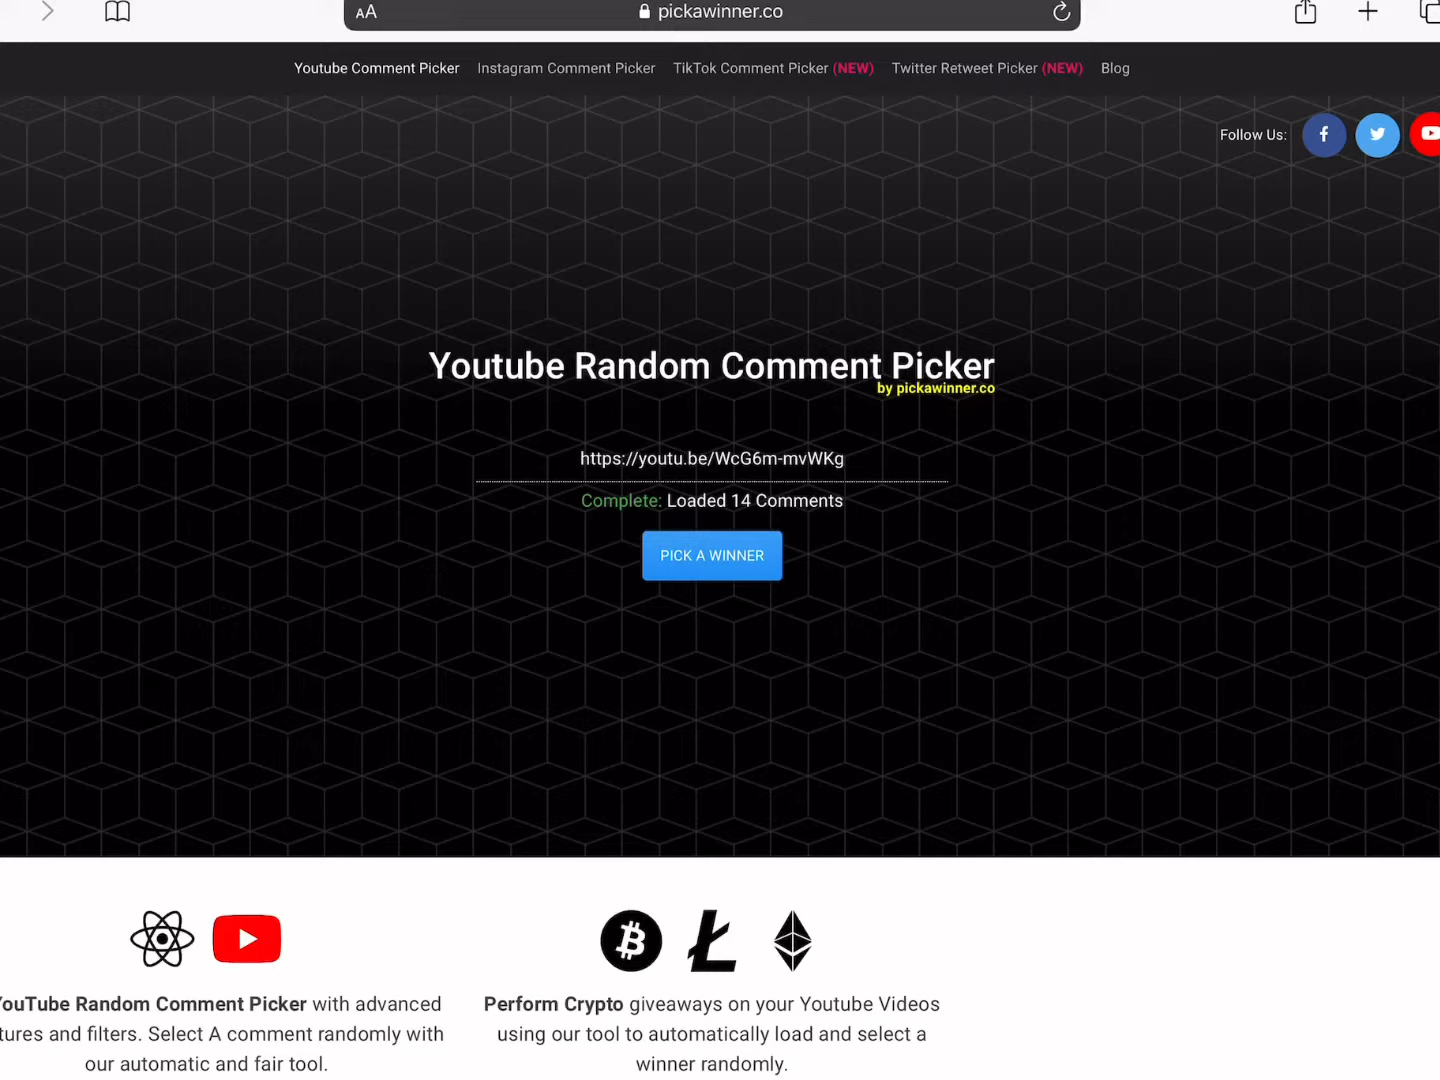 AA
pickawinner.co
Youtube Comment Picker Instagram Comment Picker TikTok Comment Picker (NEW) Twitter Retweet Picker (NEW) Blog
Follow Us:
Youtube Random Comment Picker
by pickawinner.co
https://youtu.be/WcG6m-mvWKg
Complete: Loaded 14 Comments
PICK A WINNER
YouTube Random Comment Picker with advanced
tures and filters. Select A comment randomly with
our automatic and fair tool.
Perform Crypto giveaways on your Youtube Videos
using our tool to automatically load and select a
winner randomly.